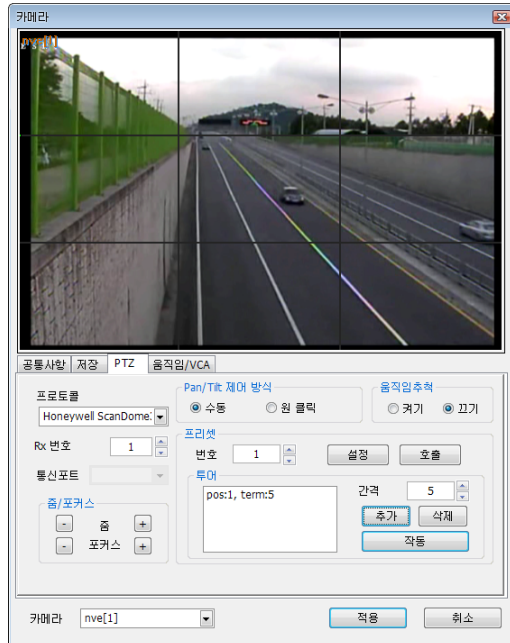 카메라
nve[1]
공통사항 저장 PTZ 움직임/VCA
프로토콜
Honeywell ScanDome
Rx 번호 1
통신포트
줌/포커스
- 줌 +
- 포커스 +
Pan/Tilt 제어 방식
수동 원 클릭
움직임추적
켜기 끄기
프리셋
번호 1 설정 호출
투어
pos:1, term:5
간격 5
추가 삭제
작동
카메라 nve[1] 적용 취소